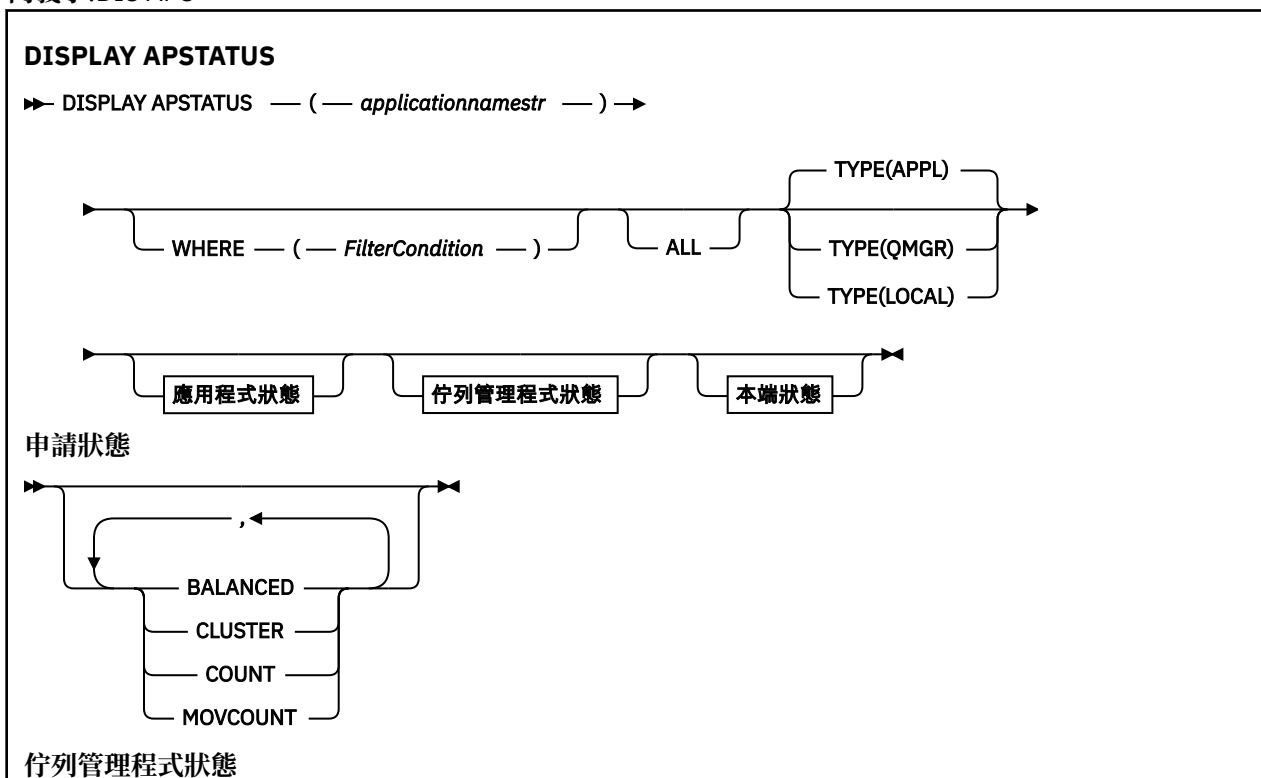 DISPLAY APSTATUS
DISPLAY APSTATUS ( applicationnamestr )
TYPE(APPL)
WHERE ( FilterCondition ) ALL TYPE(QMGR)
TYPE(LOCAL)
應用程式狀態 佇列管理程式狀態 本端狀態
申請狀態
,
BALANCED
CLUSTER
COUNT
MOVCOUNT
佇列管理程式狀態